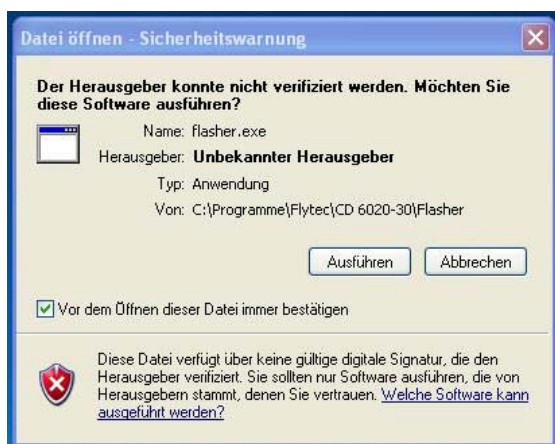 Datei öffnen - Sicherheitswarnung
Der Herausgeber konnte nicht verifiziert werden. Möchten Sie
diese Software ausführen?
Name: flasher.exe
Herausgeber: Unbekannter Herausgeber
Typ: Anwendung
Von: C:\Programme\Flytec\CD 6020-30\Flasher
Ausführen Abbrechen
Vor dem Öffnen dieser Datei immer bestätigen
Diese Datei verfügt über keine gültige digitale Signatur, die den
Herausgeber verifiziert. Sie sollten nur Software ausführen, die von
Herausgebern stammt, denen Sie vertrauen. Welche Software kann
ausgeführt werden?